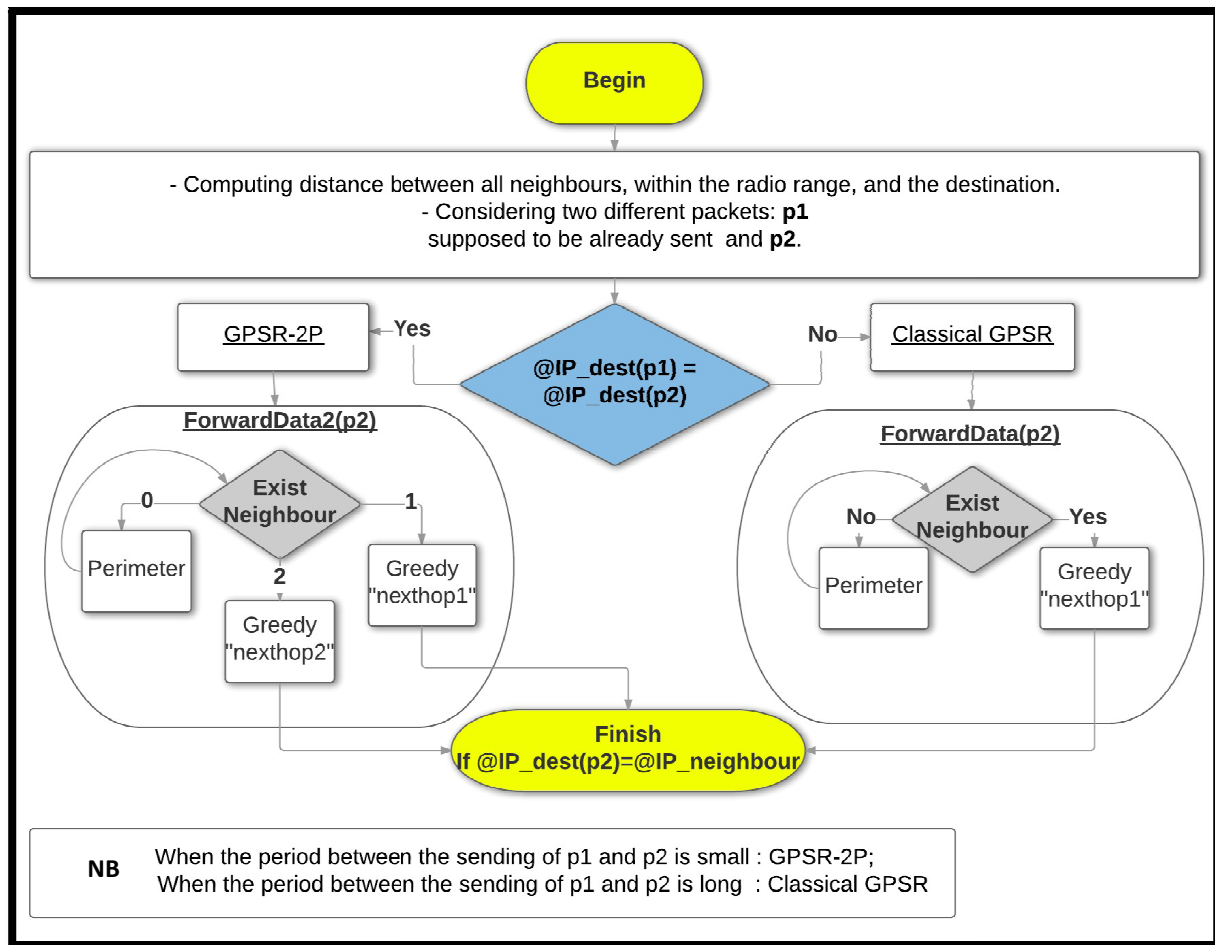 Begin
- Computing distance between all neighbours, within the radio range, and the destination.
- Considering two different packets: p1
supposed to be already sent and p2.
GPSR-2P
Yes
@IP_dest(p1) =
@IP_dest(p2)
No
Classical GPSR
ForwardData2(p2)
Exist
Neighbour
0
1
2
Perimeter
Greedy
"nexthop2"
Greedy
"nexthop1"
ForwardData(p2)
Exist
Neighbour
No
Yes
Perimeter
Greedy
"nexthop1"
Finish
If @IP_dest(p2)=@IP_neighbour
NB
When the period between the sending of p1 and p2 is small : GPSR-2P;
When the period between the sending of p1 and p2 is long : Classical GPSR